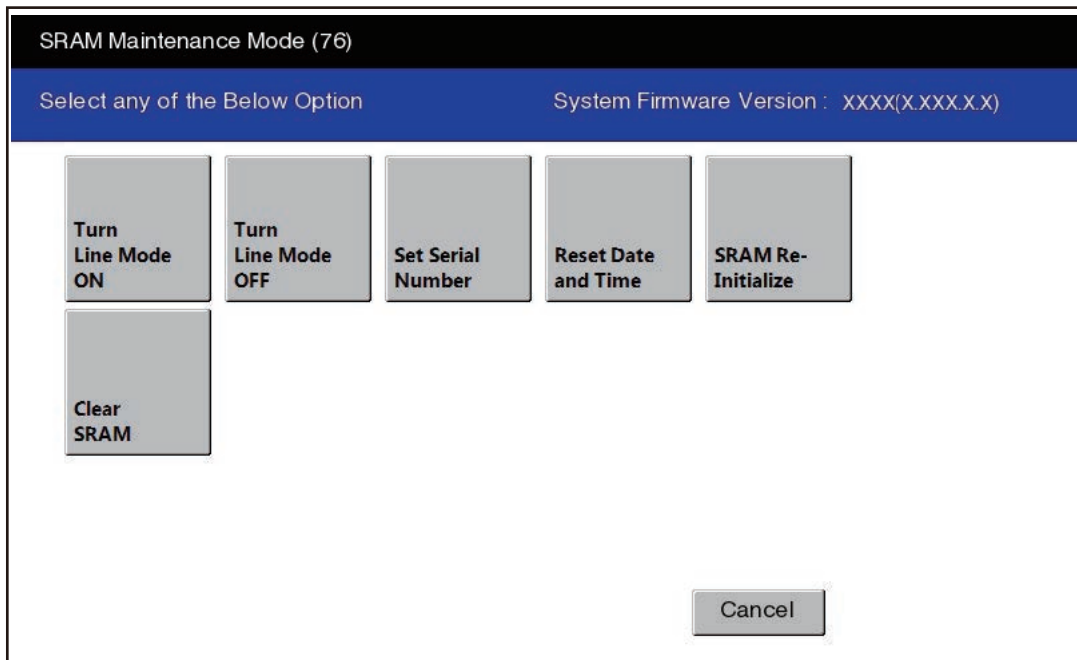 SRAM Maintenance Mode (76)
Select any of the Below Option
System Firmware Version : XXXX(X.XXX.X.X)
Turn
Line Mode
ON
Turn
Line Mode
OFF
Set Serial
Number
Reset Date
and Time
SRAM Re-
Initialize
Clear
SRAM
Cancel